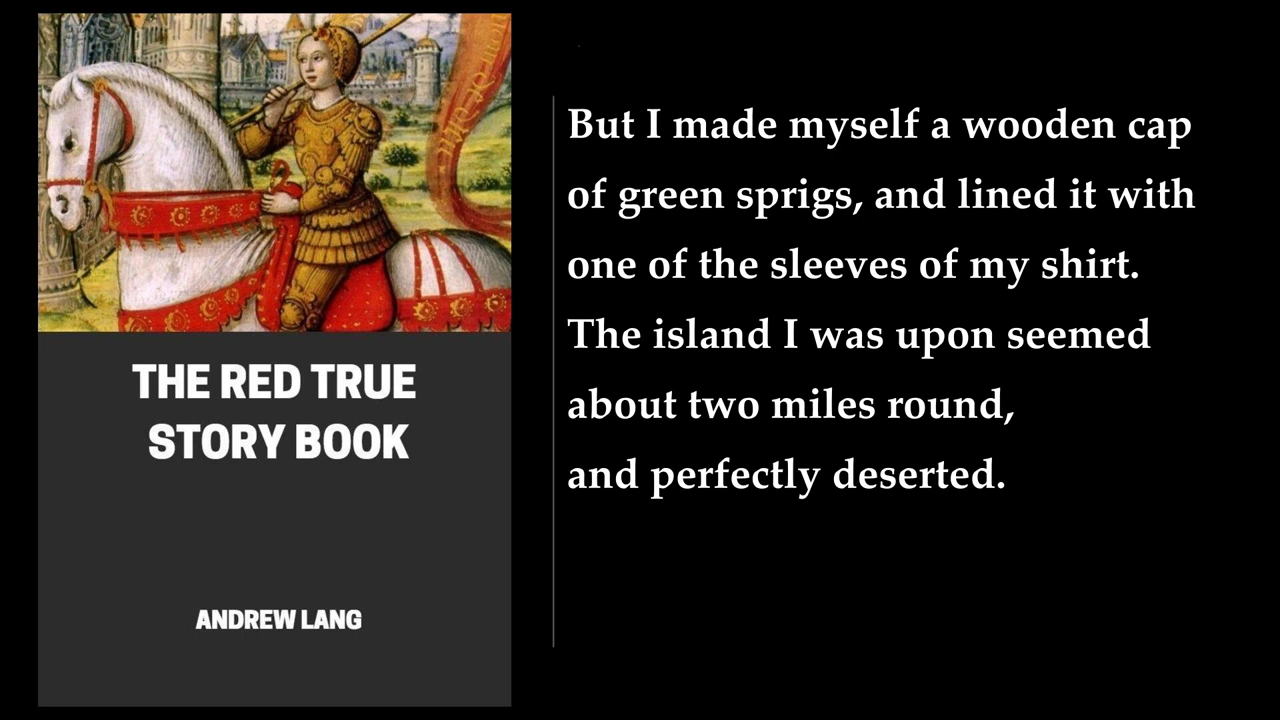 THE RED TRUE
STORY BOOK
ANDREW LANG
But I made myself a wooden cap
of green sprigs, and lined it with
one of the sleeves of my shirt.
The island I was upon seemed
about two miles round,
and perfectly deserted.